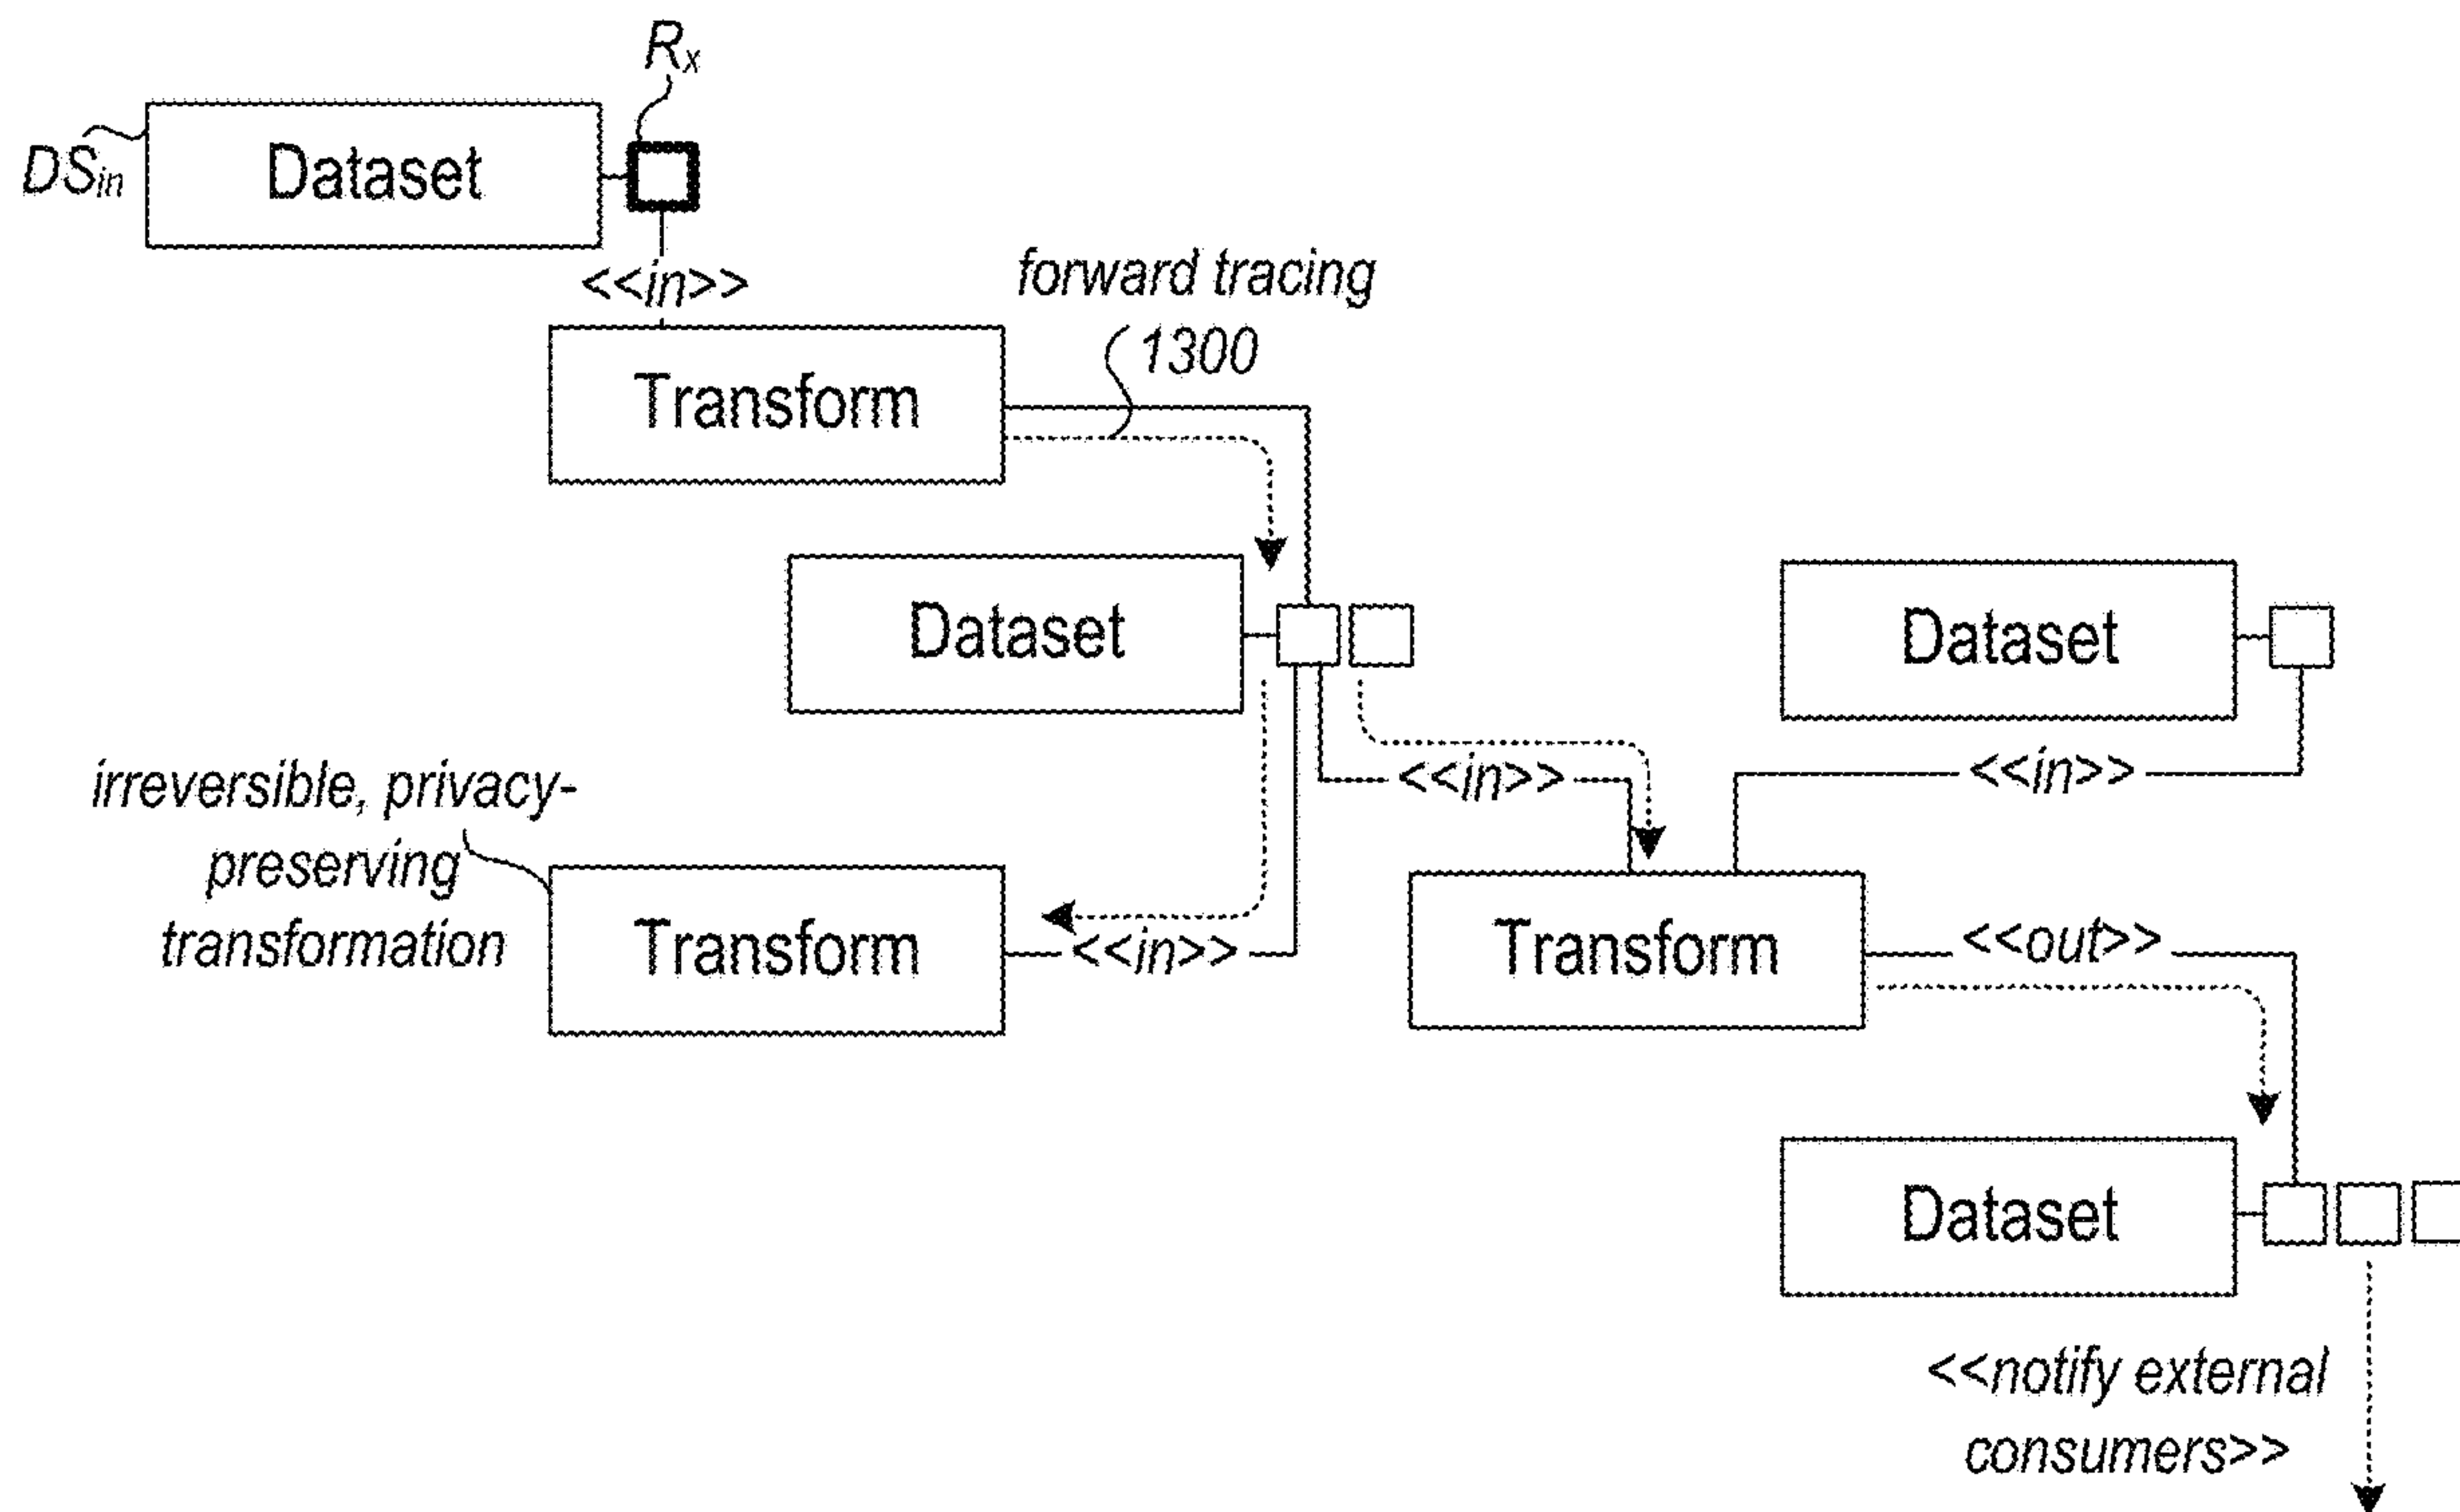 Rx
Dataset
DSin
<<in>>
forward tracing
1300
Transform
Dataset
Dataset
<<in>>
<<in>>
irreversible, privacy-
preserving
transformation
Transform
<<in>>
Transform
<<out>>
Dataset
<<notify external
consumers>>